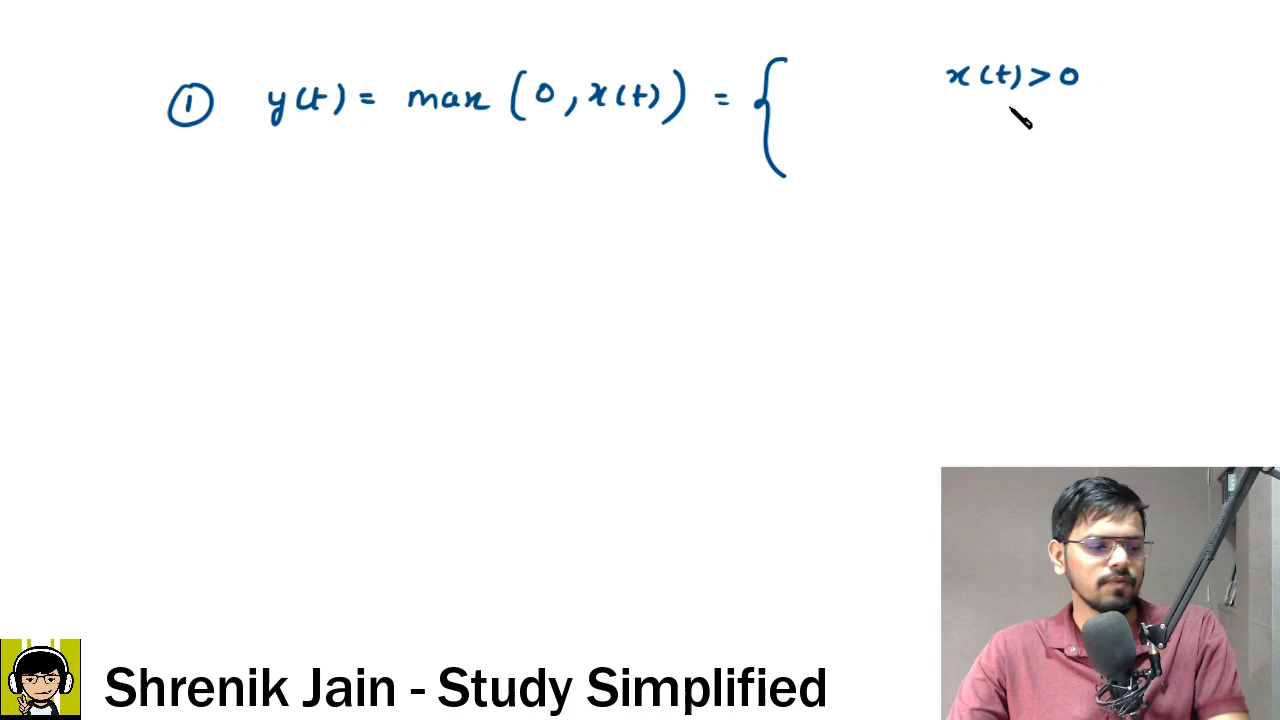 ① y(t) = max (0, x(t)) = { x(t) > 0
Shrenik Jain - Study Simplified